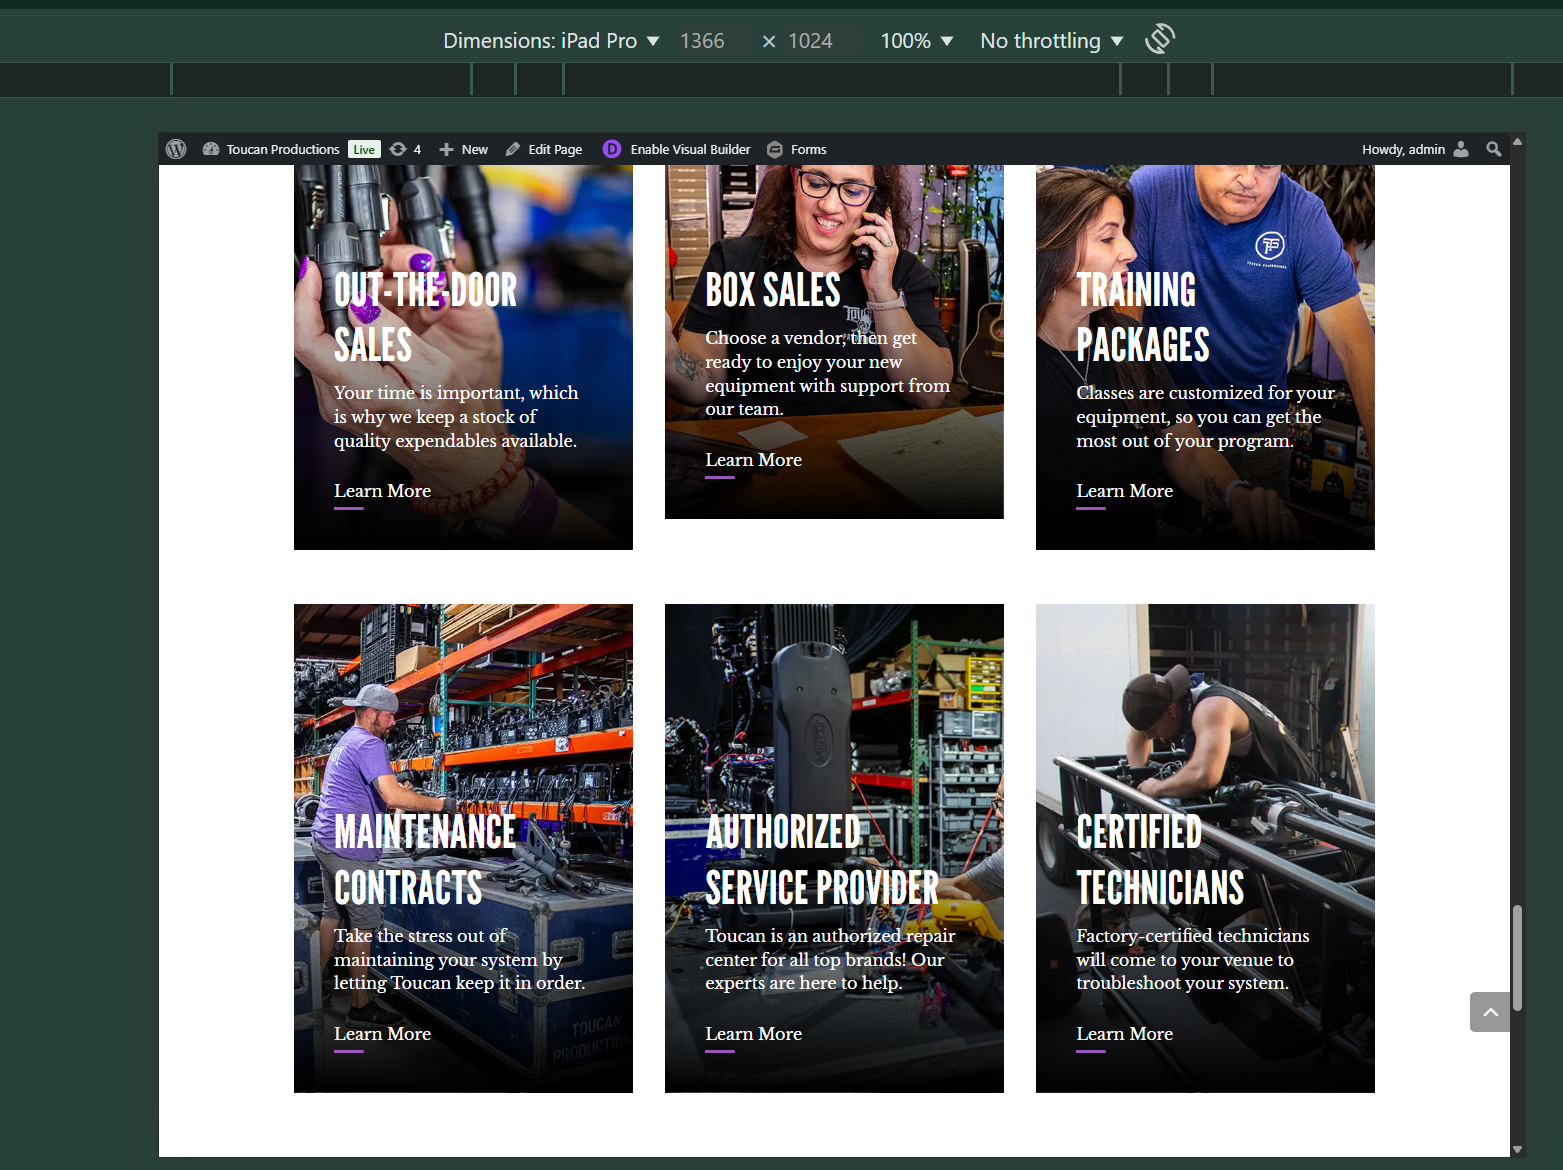 Dimensions: iPad Pro 1366 × 1024 100% No throttling
Toucan Productions Live 4 New Edit Page Enable Visual Builder Forms Howdy, admin
OUT-THE-DOOR
SALES
Your time is important, which
is why we keep a stock of
quality expendables available.
Learn More
BOX SALES
Choose a vendor, then get
ready to enjoy your new
equipment with support from
our team.
Learn More
TRAINING
PACKAGES
Classes are customized for your
equipment, so you can get the
most out of your program.
Learn More
MAINTENANCE
CONTRACTS
Take the stress out of
maintaining your system by
letting Toucan keep it in order.
Learn More
TOUCAN
PRODUCTION
AUTHORIZED
SERVICE PROVIDER
Toucan is an authorized repair
center for all top brands! Our
experts are here to help.
Learn More
CERTIFIED
TECHNICIANS
Factory-certified technicians
will come to your venue to
troubleshoot your system.
Learn More